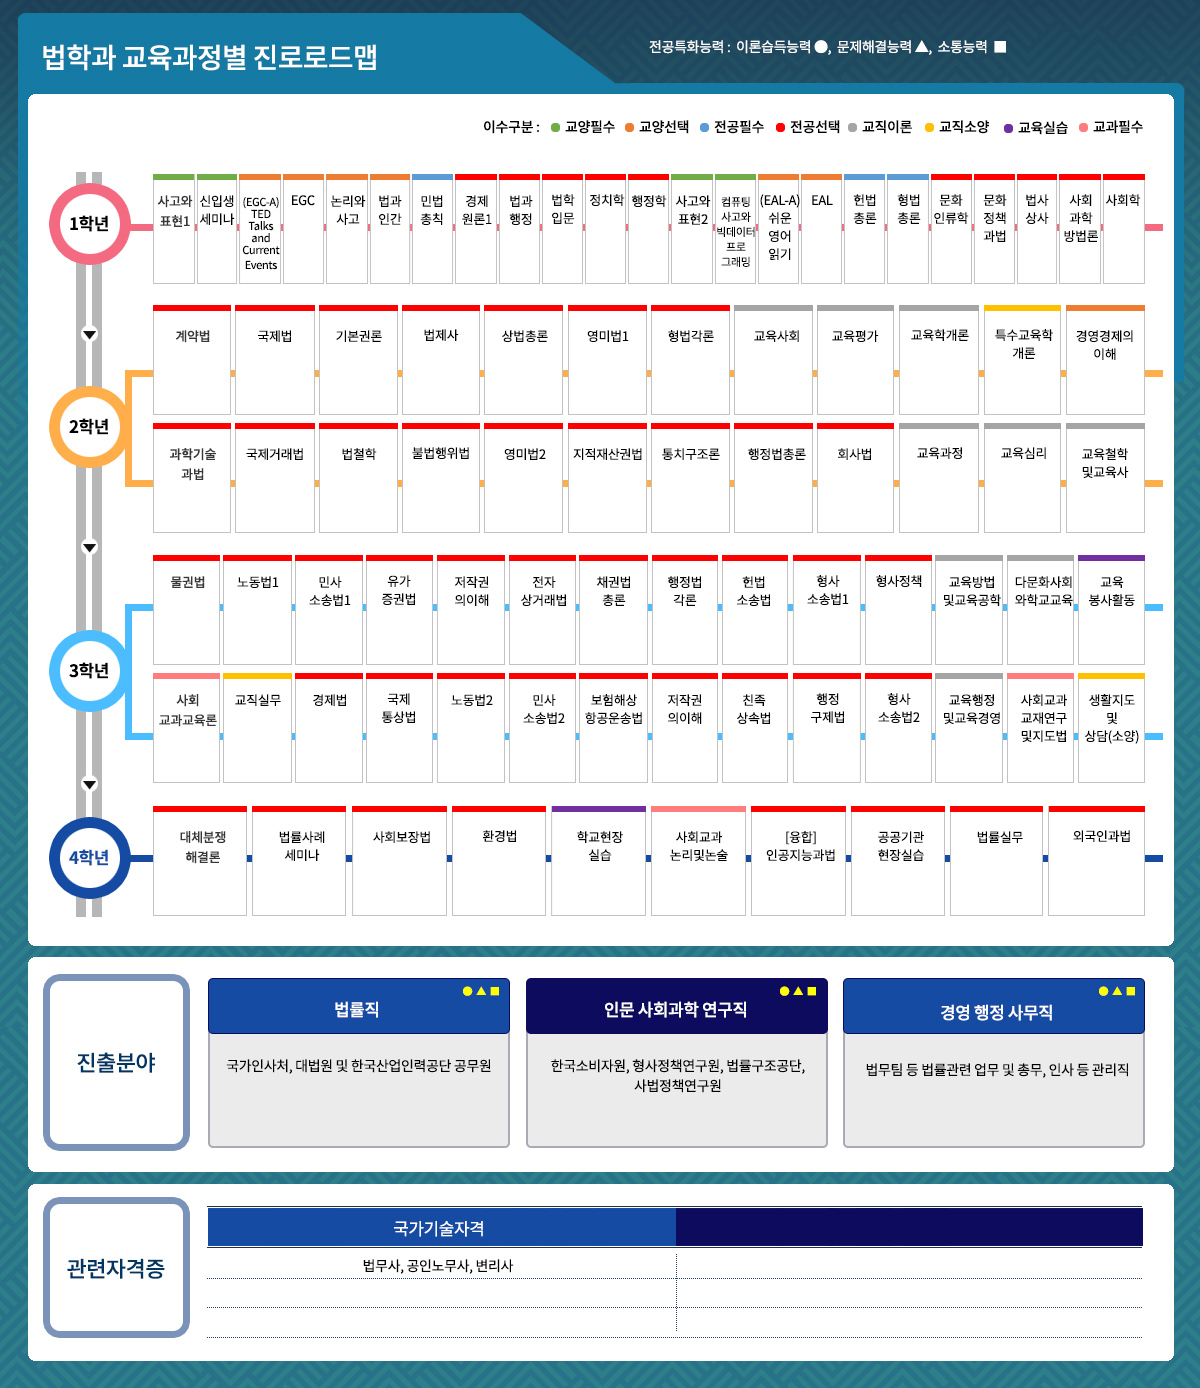 법학과 교육과정별 진로로드맵
전공특화능력 : 이론습득능력 ●, 문제해결능력 ▲, 소통능력 ■
이수구분 : ● 교양필수 ● 교양선택 ● 전공필수 ● 전공선택 ● 교직이론 ● 교직소양 ● 교육실습 ● 교과필수
1학년
사고와
표현1
신입생
세미나
(EGC-A)
TED
Talks
and
Current
Events
EGC
논리와
사고
법과
인간
민법
총칙
경제
원론1
법과
행정
법학
입문
정치학
행정학
사고와
표현2
컴퓨팅
사고와
빅데이터
프로
그래밍
(EAL-A)
쉬운
영어
읽기
EAL
헌법
총론
형법
총론
문화
인류학
문화
정책
과법
법사
상사
사회
과학
방법론
사회학
2학년
계약법
국제법
기본권론
법제사
상법총론
영미법1
형법각론
교육사회
교육평가
교육학개론
특수교육학
개론
경영경제의
이해
과학기술
과법
국제거래법
법철학
불법행위법
영미법2
지적재산권법
통치구조론
행정법총론
회사법
교육과정
교육심리
교육철학
및교육사
3학년
물권법
노동법1
민사
소송법1
유가
증권법
저작권
의이해
전자
상거래법
채권법
총론
행정법
각론
헌법
소송법
형사
소송법1
형사정책
교육방법
및교육공학
다문화사회
와학교교육
교육
봉사활동
사회
교과교육론
교직실무
경제법
국제
통상법
노동법2
민사
소송법2
보험해상
항공운송법
저작권
의이해
친족
상속법
행정
구제법
형사
소송법2
교육행정
및교육경영
사회교과
교재연구
및지도법
생활지도
및
상담(소양)
4학년
대체분쟁
해결론
법률사례
세미나
사회보장법
환경법
학교현장
실습
사회교과
논리및논술
[융합]
인공지능과법
공공기관
현장실습
법률실무
외국인과법
진출분야
법률직
국가인사처, 대법원 및 한국산업인력공단 공무원
인문 사회과학 연구직
한국소비자원, 형사정책연구원, 법률구조공단,
사법정책연구원
경영 행정 사무직
법무팀 등 법률관련 업무 및 총무, 인사 등 관리직
관련자격증
국가기술자격
법무사, 공인노무사, 변리사